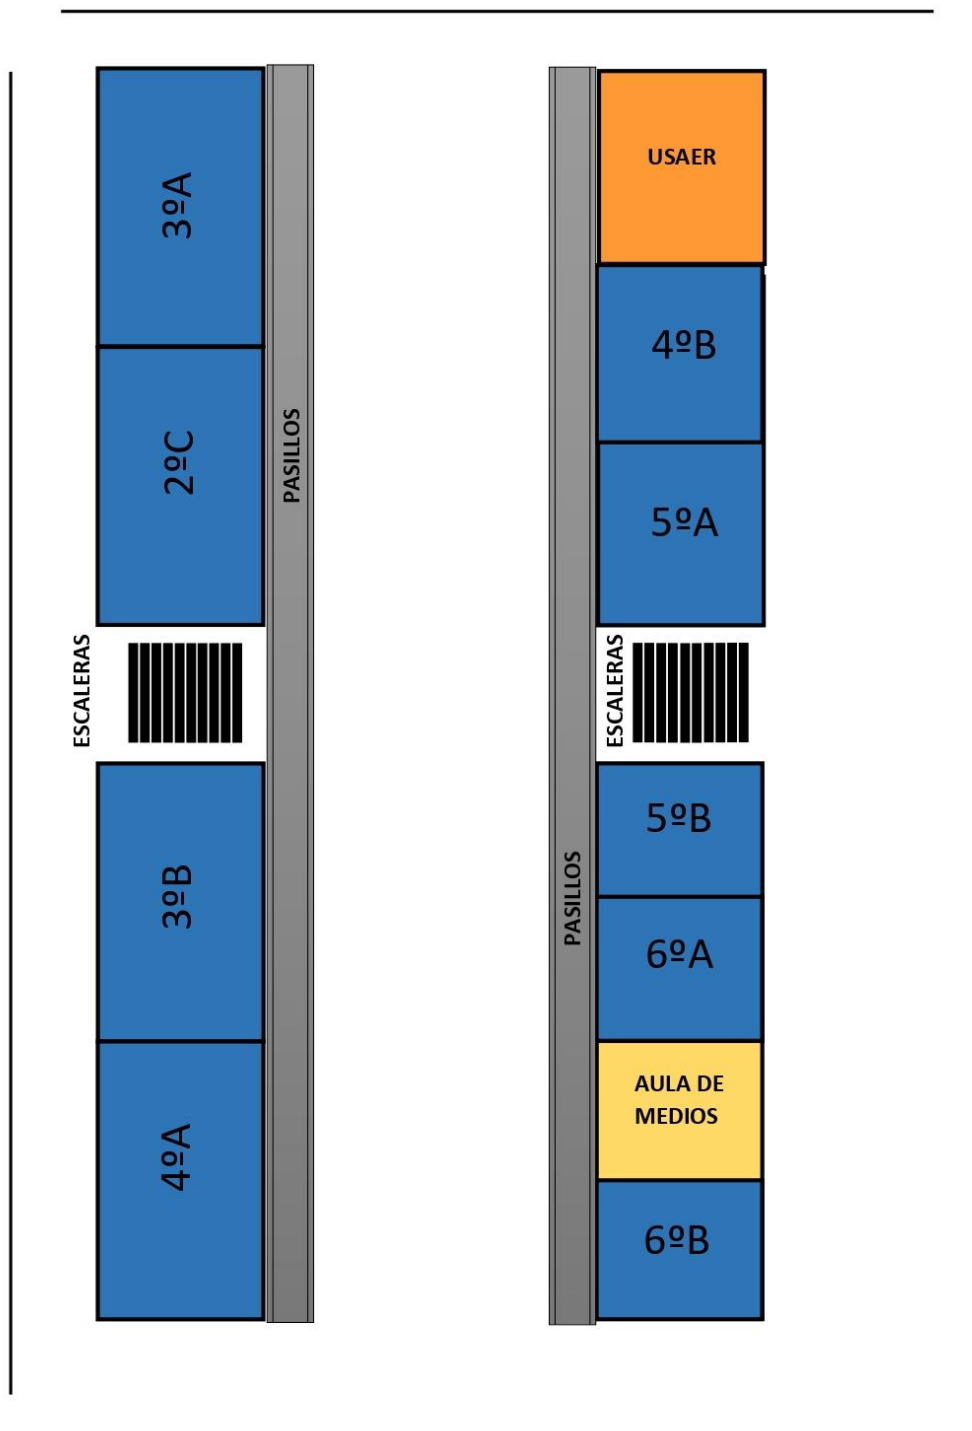 3ºA
2ºC
PASILLOS
ESCALERAS
3ºB
4ºA
USAER
4ºB
5ºA
ESCALERAS
PASILLOS
5ºB
6ºA
AULA DE
MEDIOS
6ºB